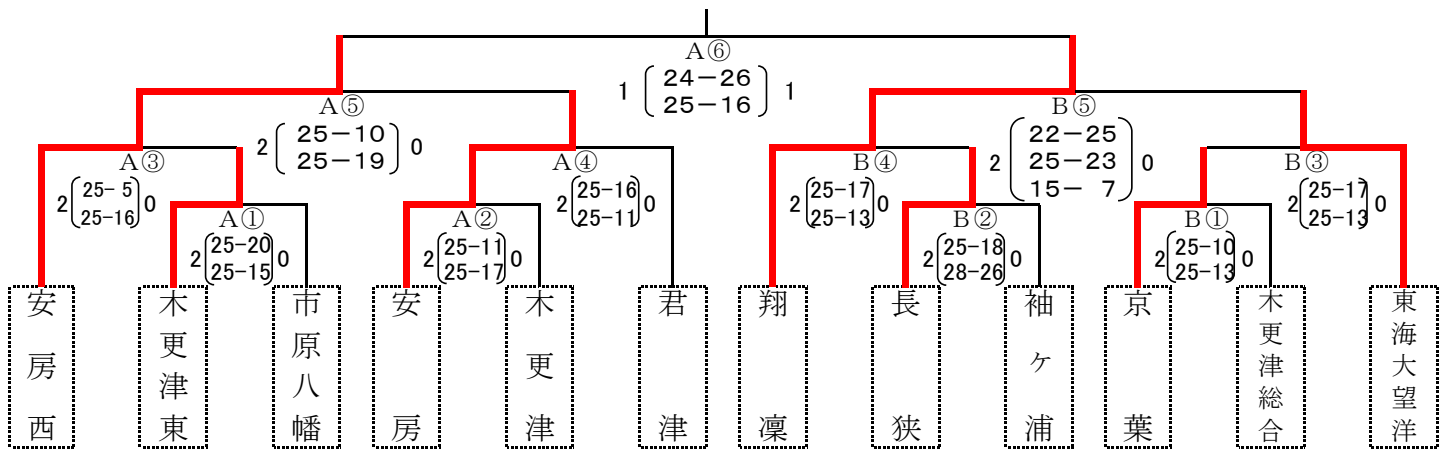 A⑥
1 24-26 1
25-16
A⑤
2 25-10 0
25-19
B⑤
2 22-25 0
25-23
15- 7
A③
2 25- 5 0
25-16
A④
2 25-16 0
25-11
B④
2 25-17 0
25-13
B③
2 25-17 0
25-13
A①
2 25-20 0
25-15
A②
2 25-11 0
25-17
B②
2 25-18 0
28-26
B①
2 25-10 0
25-13
安房西
木更津東
市原八幡
安房
木更津
君津
翔凜
長狭
袖ヶ浦
京葉
木更津総合
東海大望洋